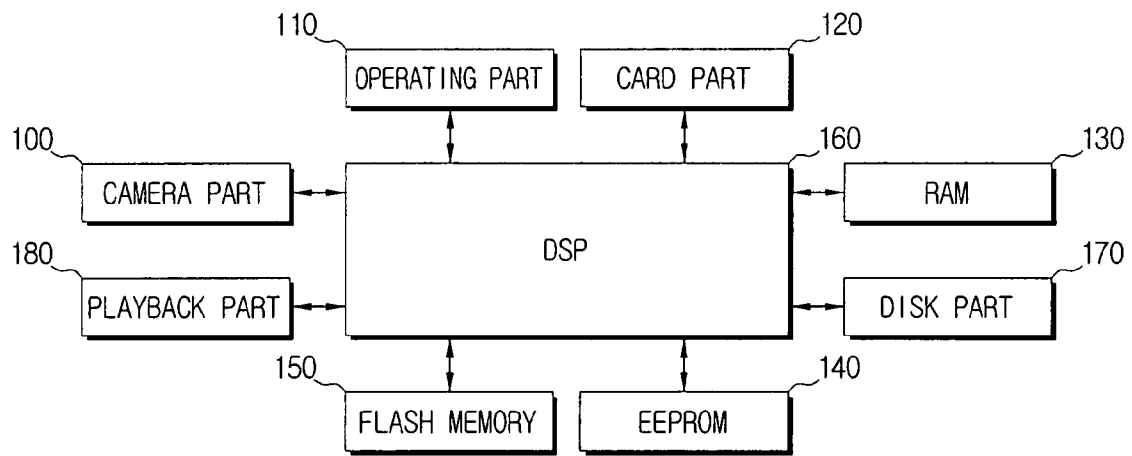 110
120
OPERATING PART
CARD PART
100
160
130
CAMERA PART
RAM
DSP
180
170
PLAYBACK PART
DISK PART
150
140
FLASH MEMORY
EEPROM